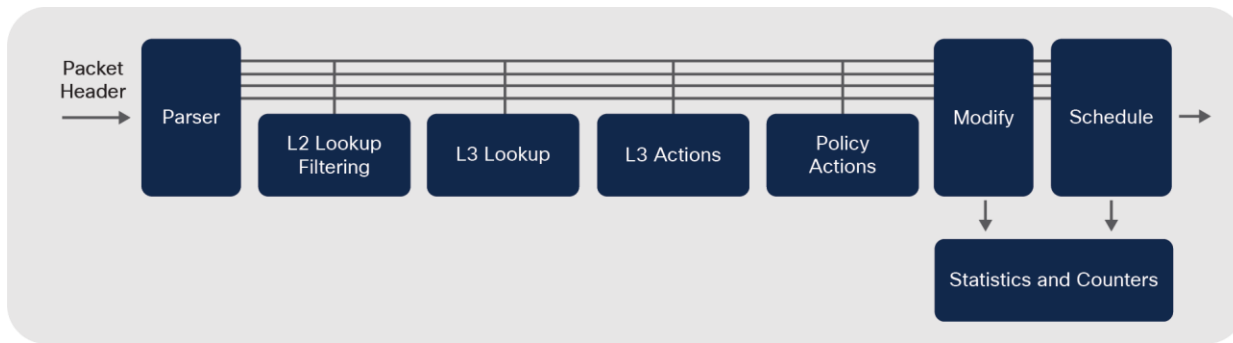 Packet
Header
Parser
L2 Lookup
Filtering
L3 Lookup
L3 Actions
Policy
Actions
Modify
Schedule
Statistics and Counters